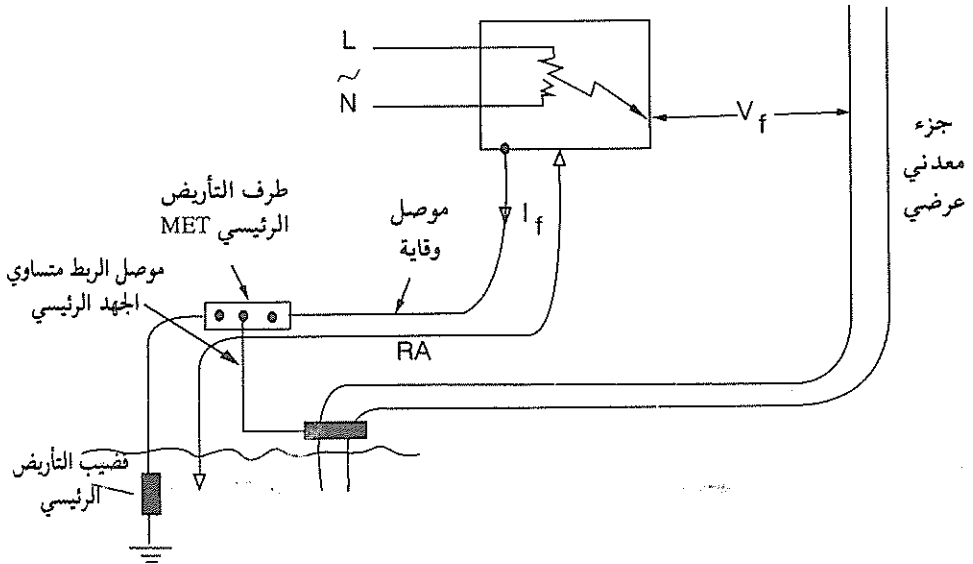 L
N
V f
جزء
معدني
عرضي
طرف التأريض
الرئيسي MET
موصل
وقاية
I f
موصل الربط متساوي
الجهد الرئيسي
RA
قضيب التأريض
الرئيسي